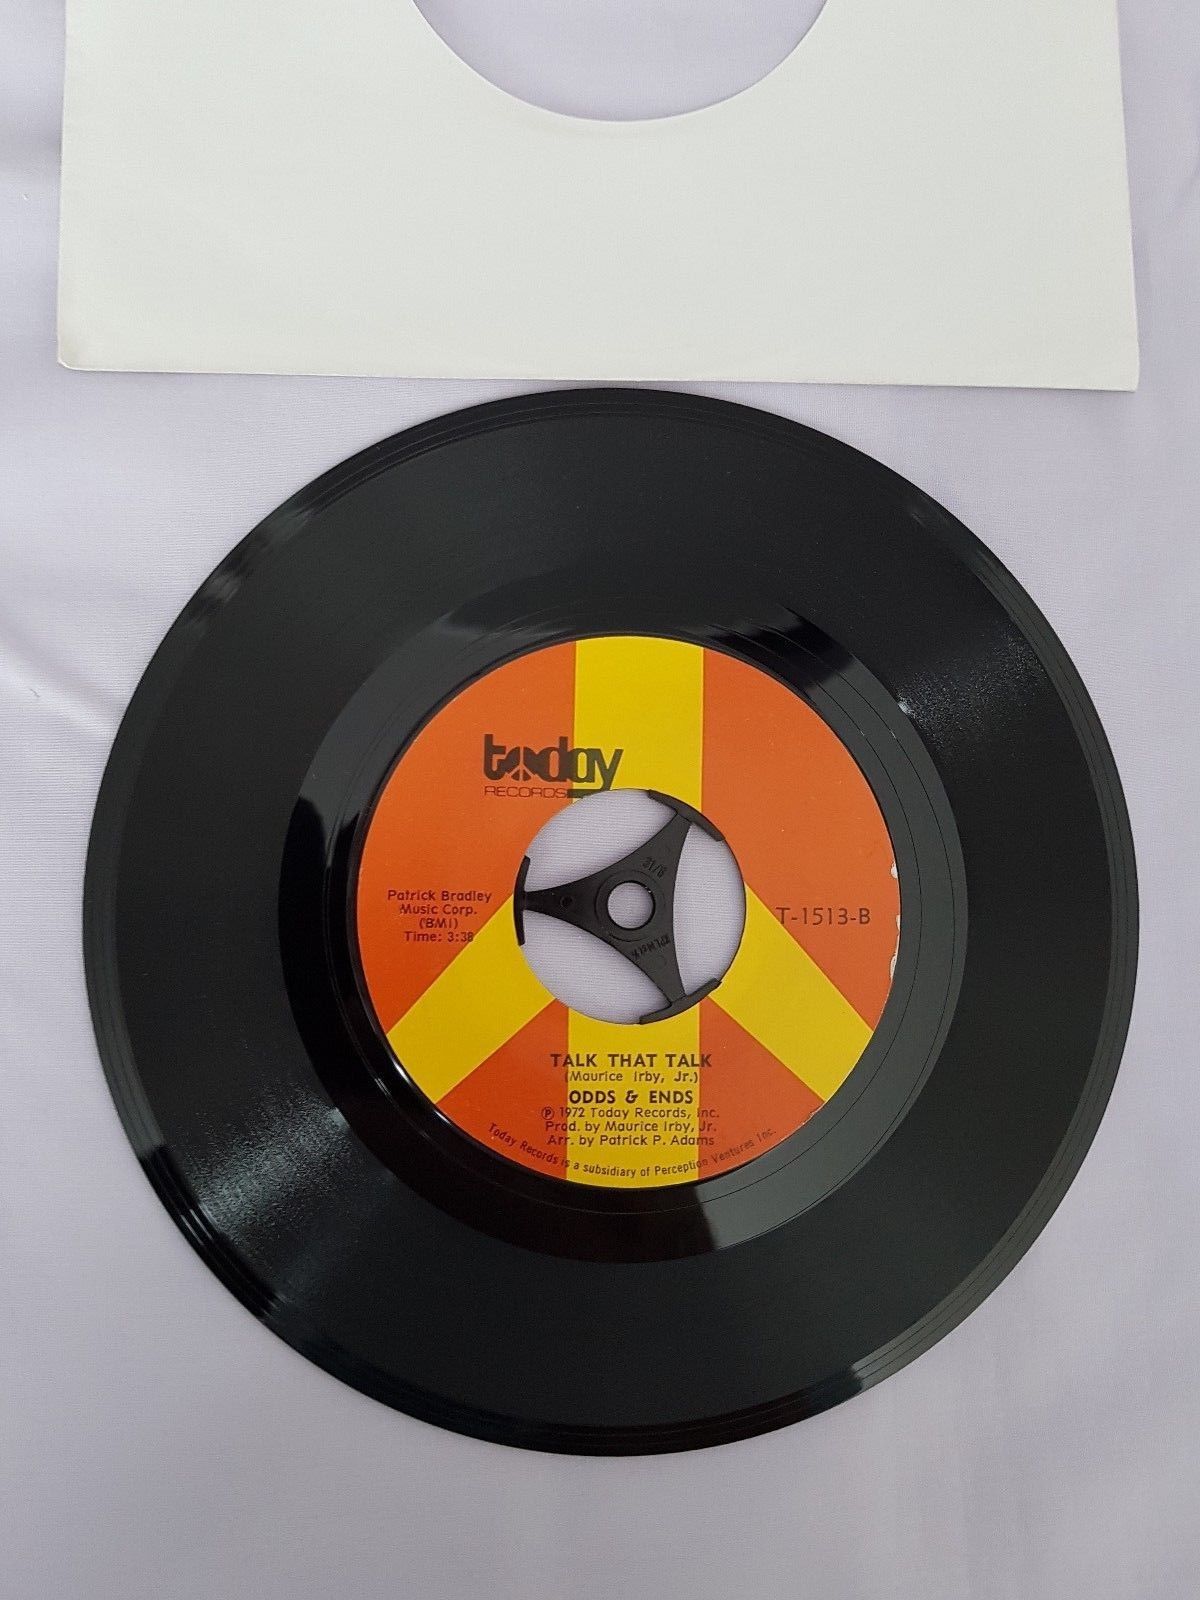 today
RECORDS
Patrick Bradley
Music Corp.
(BMI)
Time: 3:38
T-1513-B
TALK THAT TALK
(Maurice Irby, Jr.)
ODDS & ENDS
℗ 1972 Today Records, Inc.
Prod. by Maurice Irby, Jr.
Arr. by Patrick P. Adams
Today Records is a subsidiary of Perception Ventures Inc.